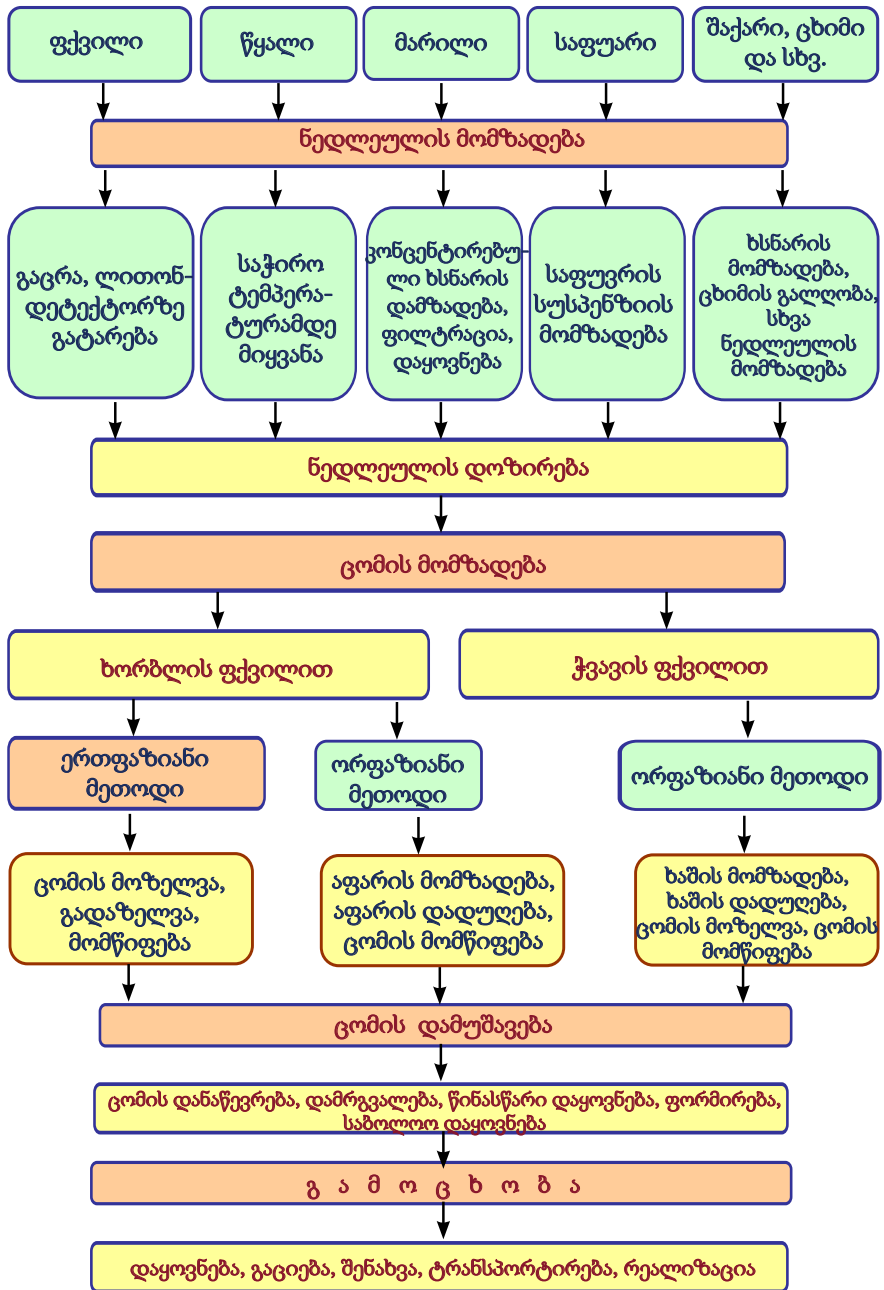 ფქვილი
წყალი
მარილი
საფუარი
შაქარი, ცხიმი
და სხვ.
ნედლეულის მომზადება
გაცრა, ლითონ-
დეტექტორზე
გატარება
საჭირო
ტემპერა-
ტურამდე
მიყვანა
კონცენტირებუ-
ლი ხსნარის
დამზადება,
ფილტრაცია,
დაყოვნება
საფუვრის
სუსპენზიის
მომზადება
ხსნარის
მომზადება,
ცხიმის გალღობა,
სხვა
ნედლეულის
მომზადება
ნედლეულის დოზირება
ცომის მომზადება
ხორბლის ფქვილით
ჭვავის ფქვილით
ერთფაზიანი
მეთოდი
ორფაზიანი
მეთოდი
ორფაზიანი მეთოდი
ცომის მოზელვა,
გადაზელვა,
მომწიფება
აფარის მომზადება,
აფარის დადუღება,
ცომის მომწიფება
ხაშის მომზადება,
ხაშის დადუღება,
ცომის მოზელვა, ცომის
მომწიფება
ცომის დამუშავება
ცომის დანაწევრება, დამრგვალება, წინასწარი დაყოვნება, ფორმირება,
საბოლოო დაყოვნება
გ ა მ ო ც ხ ო ბ ა
დაყოვნება, გაციება, შენახვა, ტრანსპორტირება, რეალიზაცია